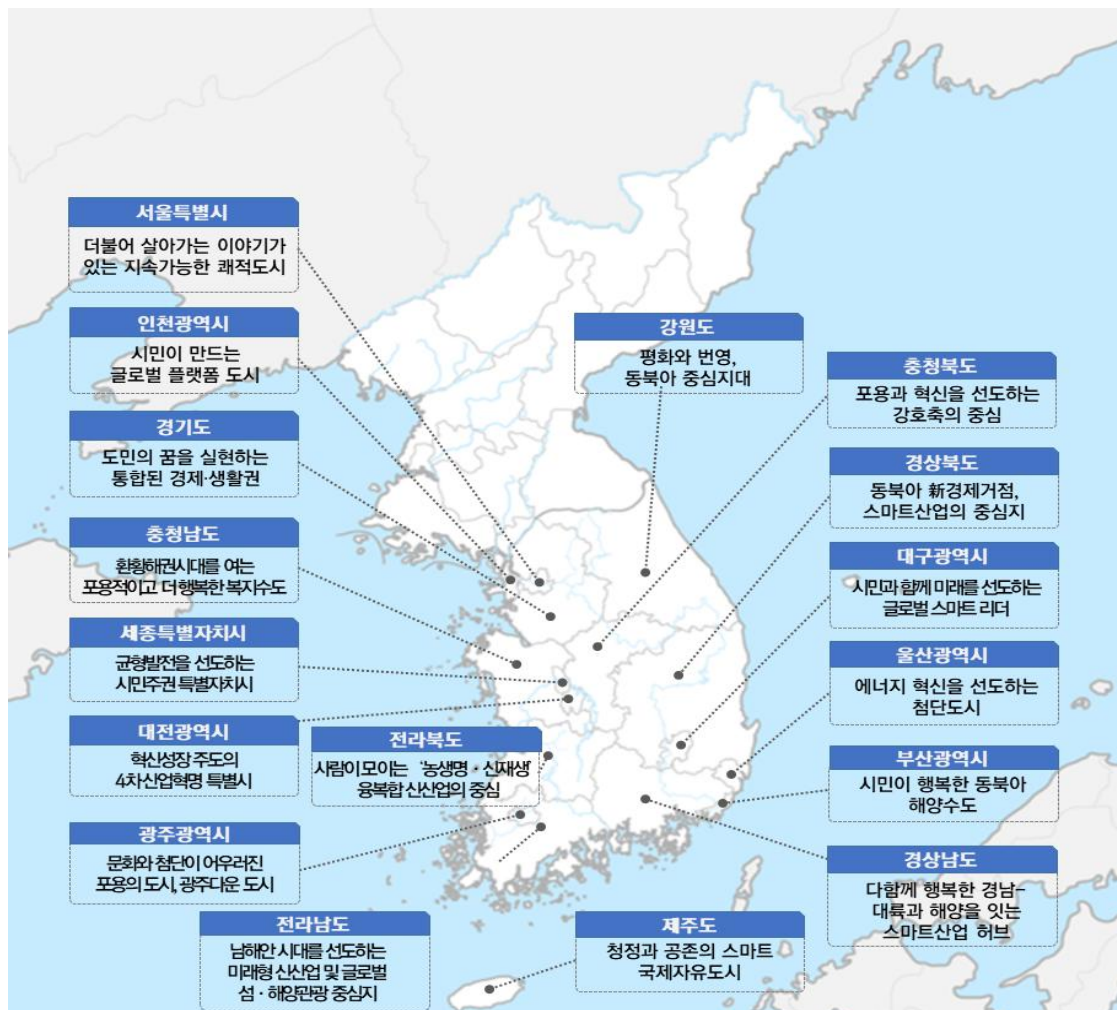 서울특별시
더불어 살아가는 이야기가
있는 지속가능한 쾌적도시
인천광역시
시민이 만드는
글로벌 플랫폼 도시
경기도
도민의 꿈을 실현하는
통합된 경제·생활권
충청남도
환황해권시대를 여는
포용적이고 더 행복한 복지수도
세종특별자치시
균형발전을 선도하는
시민주권 특별자치시
대전광역시
혁신성장 주도의
4차산업혁명 특별시
전라북도
사람이 모이는 '농생명·신재생'
융복합 신산업의 중심
광주광역시
문화와 첨단이 어우러진
포용의 도시, 광주다운 도시
전라남도
남해안 시대를 선도하는
미래형 신산업 및 글로벌
섬·해양관광 중심지
제주도
청정과 공존의 스마트
국제자유도시
강원도
평화와 번영,
동북아 중심지대
충청북도
포용과 혁신을 선도하는
강호축의 중심
경상북도
동북아 新경제거점,
스마트산업의 중심지
대구광역시
시민과 함께 미래를 선도하는
글로벌 스마트 리더
울산광역시
에너지 혁신을 선도하는
첨단도시
부산광역시
시민이 행복한 동북아
해양수도
경상남도
다함께 행복한 경남-
대륙과 해양을 잇는
스마트산업 허브